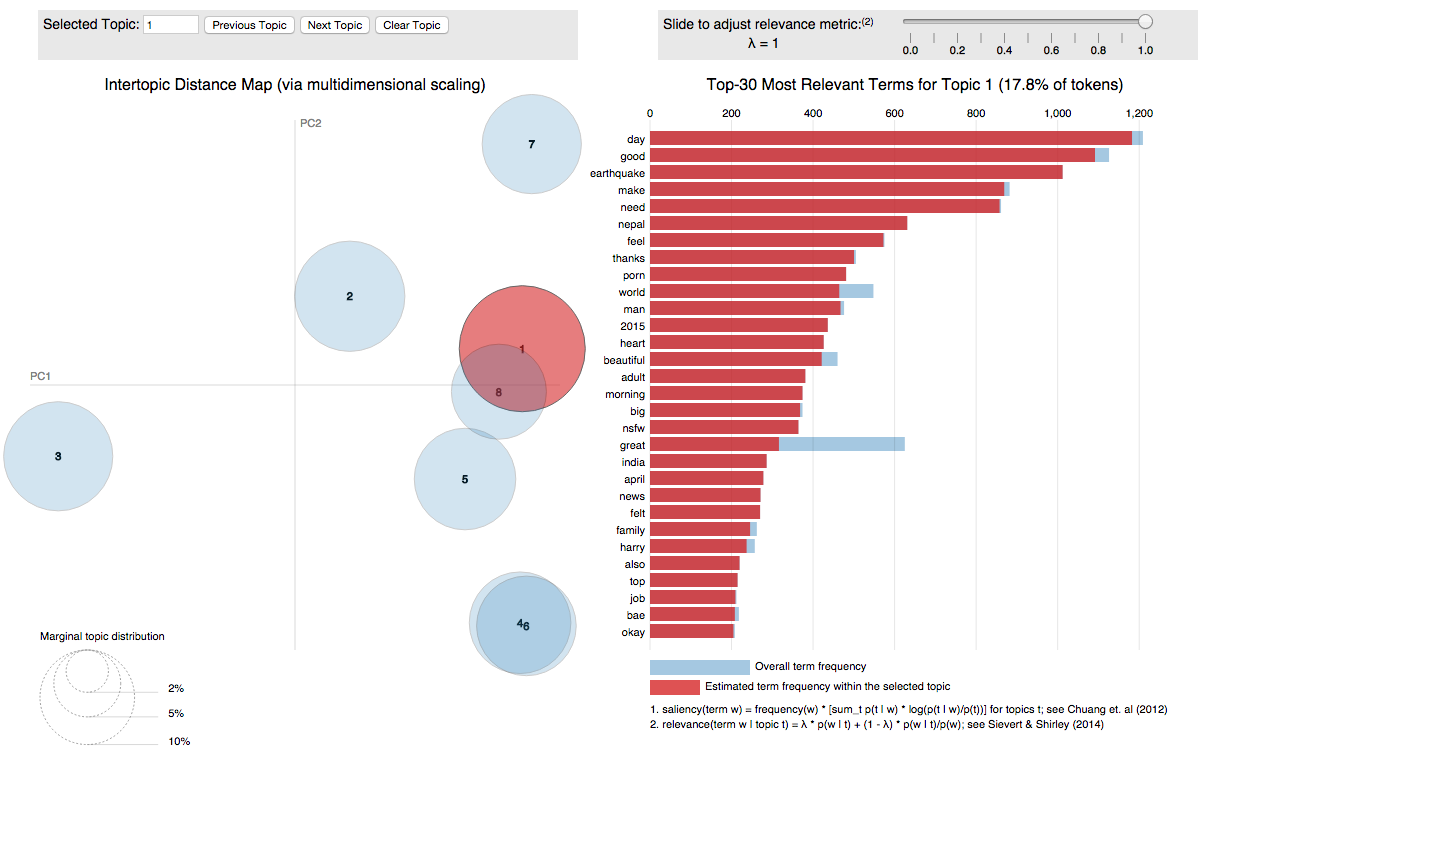 Selected Topic: 1 Previous Topic Next Topic Clear Topic
Slide to adjust relevance metric:(2)
λ = 1
0.0 0.2 0.4 0.6 0.8 1.0
Intertopic Distance Map (via multidimensional scaling)
PC2
PC1
7
2
1
8
3
5
4
6
Marginal topic distribution
2%
5%
10%
Top-30 Most Relevant Terms for Topic 1 (17.8% of tokens)
0 200 400 600 800 1,000 1,200
day
good
earthquake
make
need
nepal
feel
thanks
porn
world
man
2015
heart
beautiful
adult
morning
big
nsfw
great
india
april
news
felt
family
harry
also
top
job
bae
okay
Overall term frequency
Estimated term frequency within the selected topic
1. saliency(term w) = frequency(w) * [sum_t p(t | w) * log(p(t | w)/p(t))] for topics t; see Chuang et. al (2012)
2. relevance(term w | topic t) = λ * p(w | t) + (1 - λ) * p(w | t)/p(w); see Sievert & Shirley (2014)